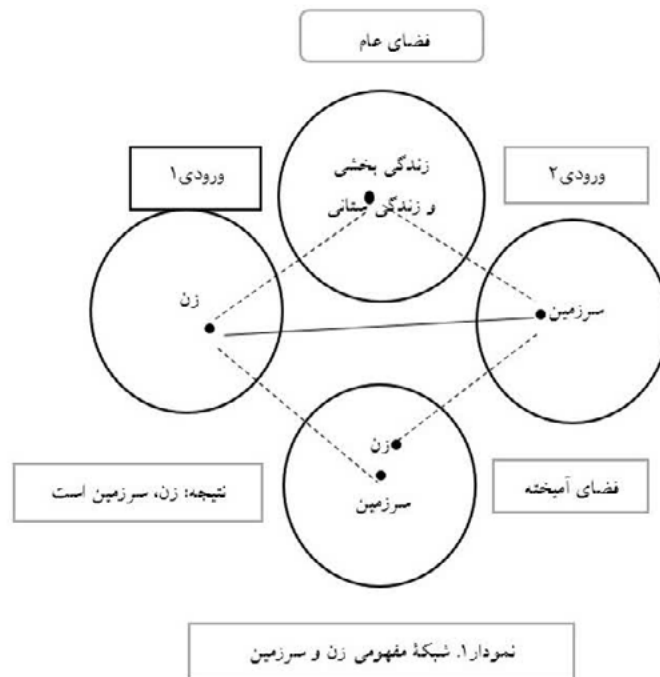 فضای عام
ورودی۲
ورودی۱
زندگی بخشی
و زندگی ستانی
زن
سرزمین
زن
سرزمین
فضای آمیخته
نتیجه: زن، سرزمین است
نمودار۱. شبکهٔ مفهومی زن و سرزمین